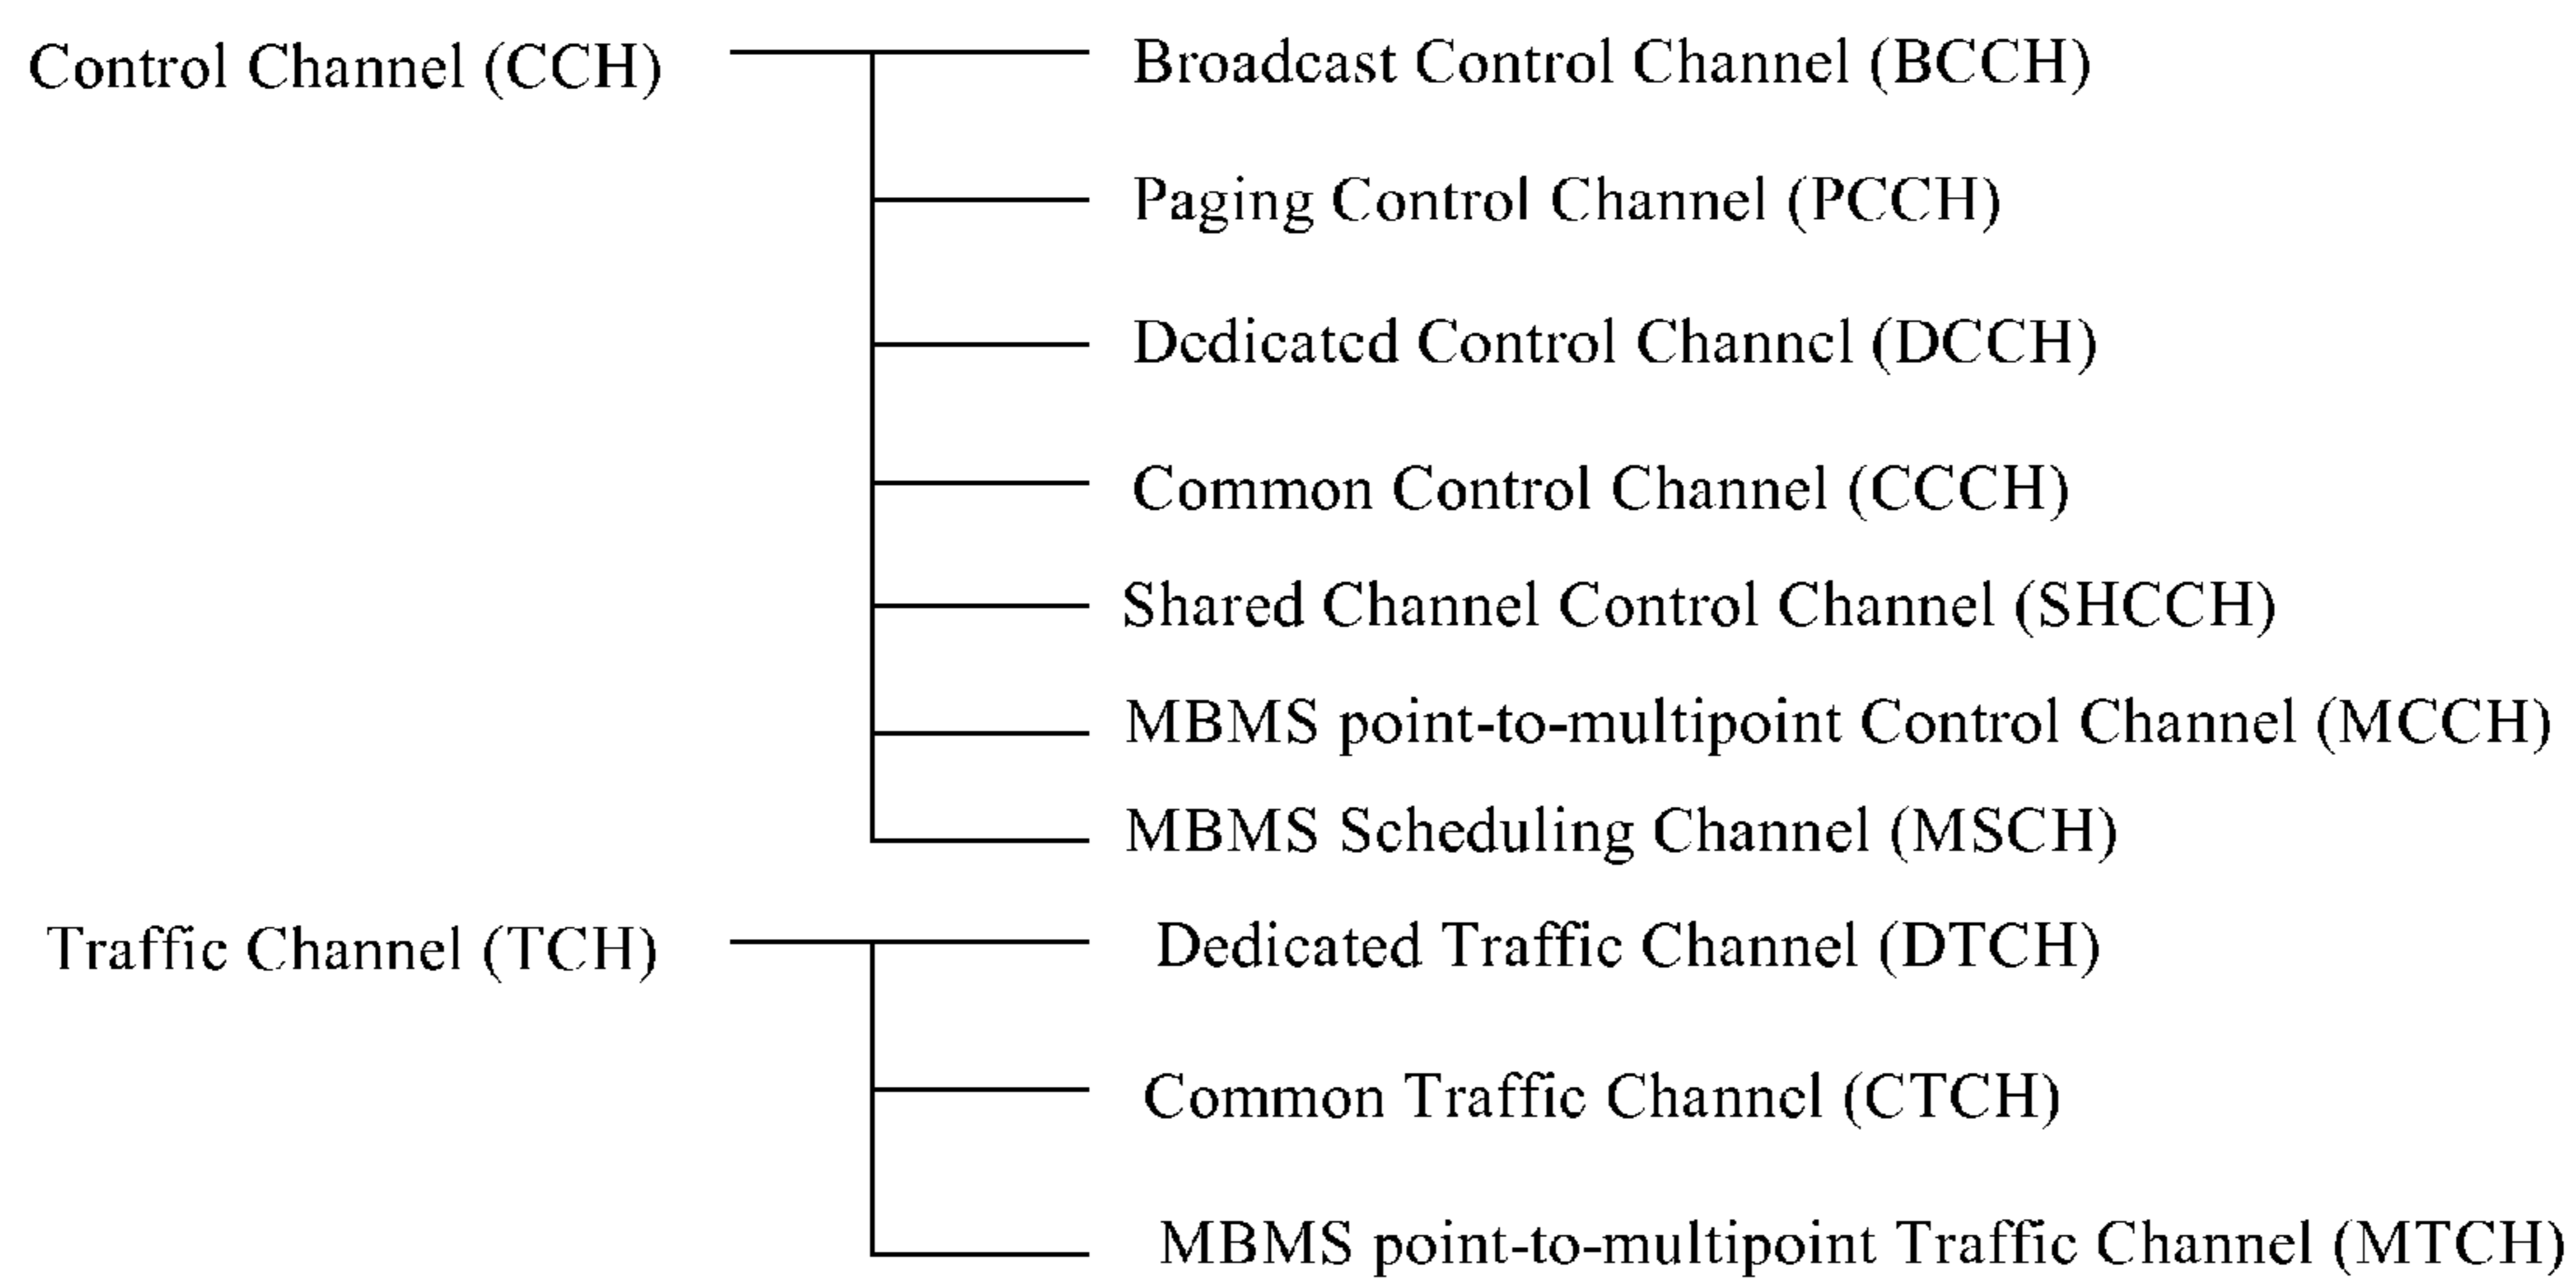 Control Channel (CCH)
Broadcast Control Channel (BCCH)
Paging Control Channel (PCCH)
Dedicated Control Channel (DCCH)
Common Control Channel (CCCH)
Shared Channel Control Channel (SHCCH)
MBMS point-to-multipoint Control Channel (MCCH)
MBMS Scheduling Channel (MSCH)
Traffic Channel (TCH)
Dedicated Traffic Channel (DTCH)
Common Traffic Channel (CTCH)
MBMS point-to-multipoint Traffic Channel (MTCH)